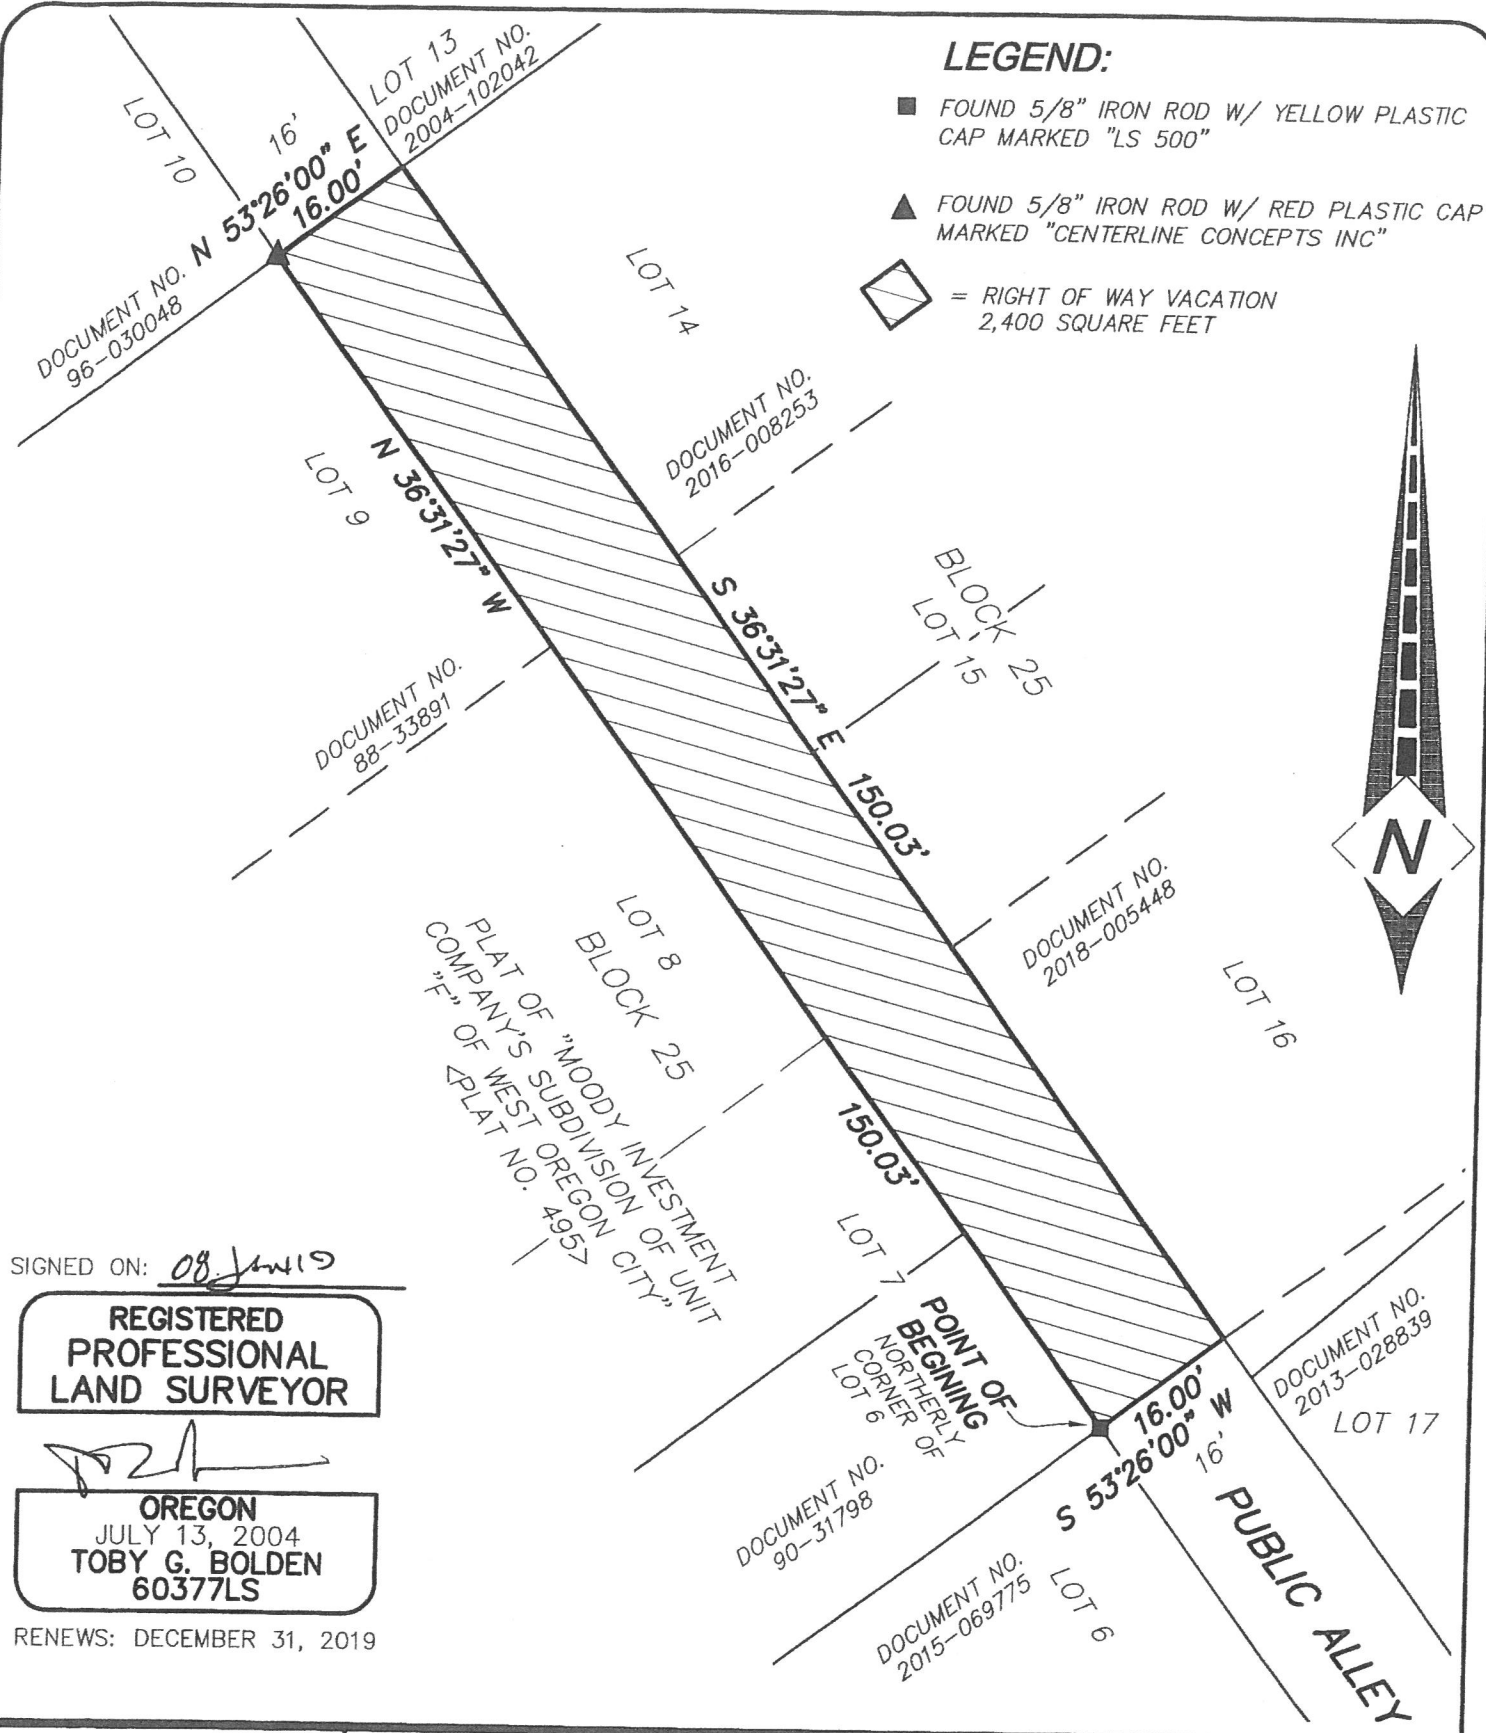 LEGEND:
FOUND 5/8" IRON ROD W/ YELLOW PLASTIC
CAP MARKED "LS 500"
FOUND 5/8" IRON ROD W/ RED PLASTIC CAP
MARKED "CENTERLINE CONCEPTS INC"
= RIGHT OF WAY VACATION
2,400 SQUARE FEET
LOT 13
DOCUMENT NO.
2004-102042
LOT 10
16'
N 53°26'00" E
16.00'
DOCUMENT NO.
96-030048
LOT 14
LOT 9
N 36°31'27" W
DOCUMENT NO.
2016-008253
BLOCK 25
LOT 15
S 36°31'27" E
150.03'
DOCUMENT NO.
88-33891
N
DOCUMENT NO.
2018-005448
LOT 16
LOT 8
BLOCK 25
PLAT OF "MOODY INVESTMENT
COMPANY'S SUBDIVISION OF UNIT
"F" OF WEST OREGON CITY"
<PLAT NO. 495>
150.03'
LOT 7
POINT OF
BEGINING
NORTHERLY
CORNER OF
LOT 6
16.00'
S 53°26'00" W
16'
DOCUMENT NO.
2013-028839
LOT 17
DOCUMENT NO.
90-31798
DOCUMENT NO.
2015-069775
LOT 6
PUBLIC ALLEY
SIGNED ON: 08 JAN 19
REGISTERED
PROFESSIONAL
LAND SURVEYOR
OREGON
JULY 13, 2004
TOBY G. BOLDEN
60377LS
RENEWS: DECEMBER 31, 2019